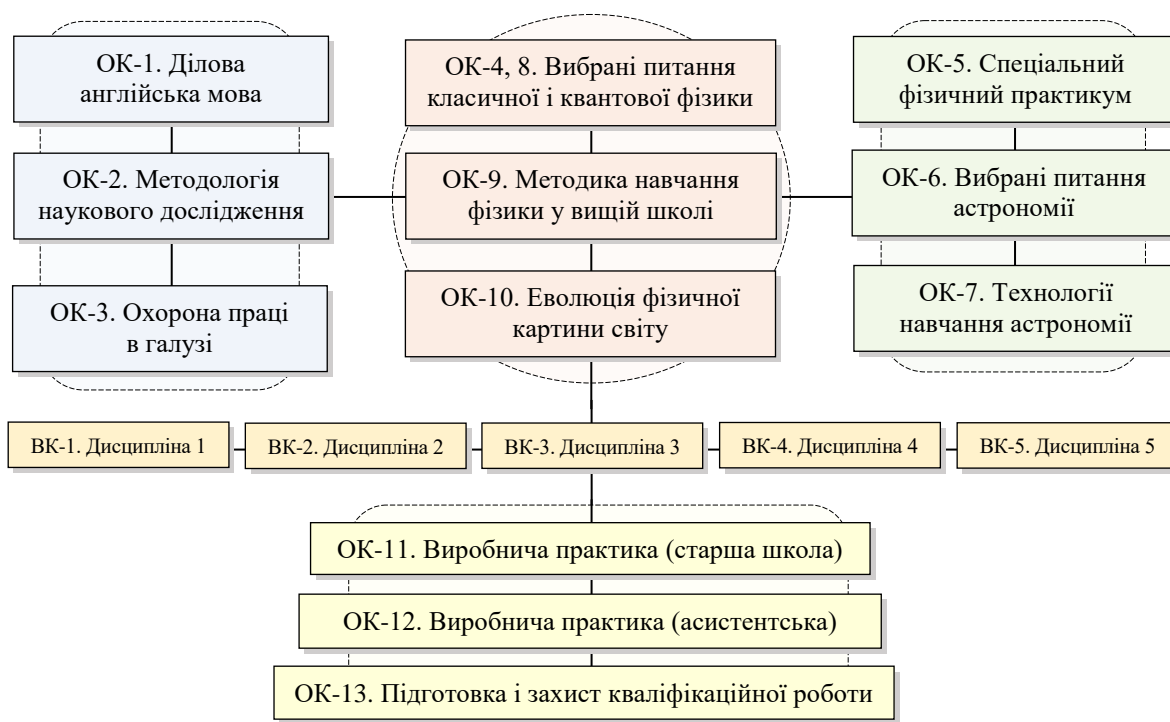 ОК-1. Ділова
англійська мова
ОК-2. Методологія
наукового дослідження
ОК-3. Охорона праці
в галузі
ОК-4, 8. Вибрані питання
класичної і квантової фізики
ОК-9. Методика навчання
фізики у вищій школі
ОК-10. Еволюція фізичної
картини світу
ОК-5. Спеціальний
фізичний практикум
ОК-6. Вибрані питання
астрономії
ОК-7. Технології
навчання астрономії
ВК-1. Дисципліна 1
ВК-2. Дисципліна 2
ВК-3. Дисципліна 3
ВК-4. Дисципліна 4
ВК-5. Дисципліна 5
ОК-11. Виробнича практика (старша школа)
ОК-12. Виробнича практика (асистентська)
ОК-13. Підготовка і захист кваліфікаційної роботи